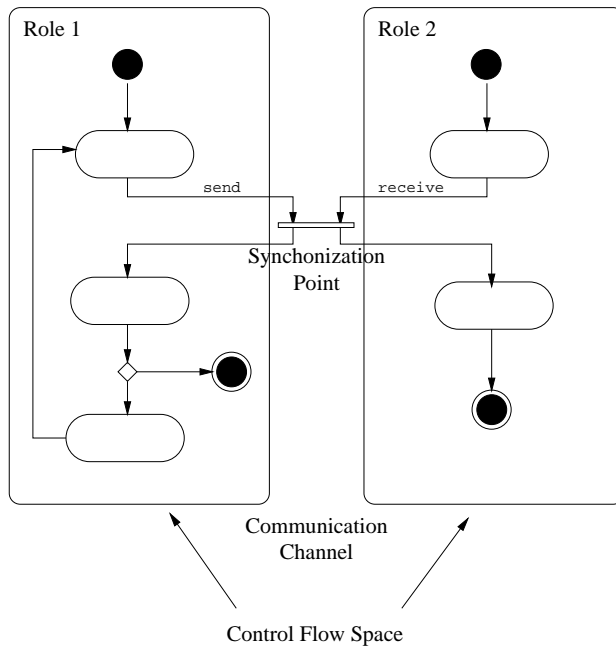 Role 1
Role 2
send
receive
Synchonization
Point
Communication
Channel
Control Flow Space